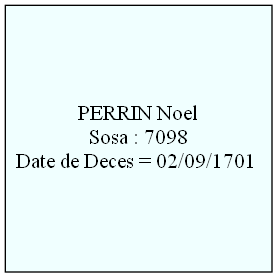 PERRIN Noel
Sosa : 7098
Date de Deces = 02/09/1701